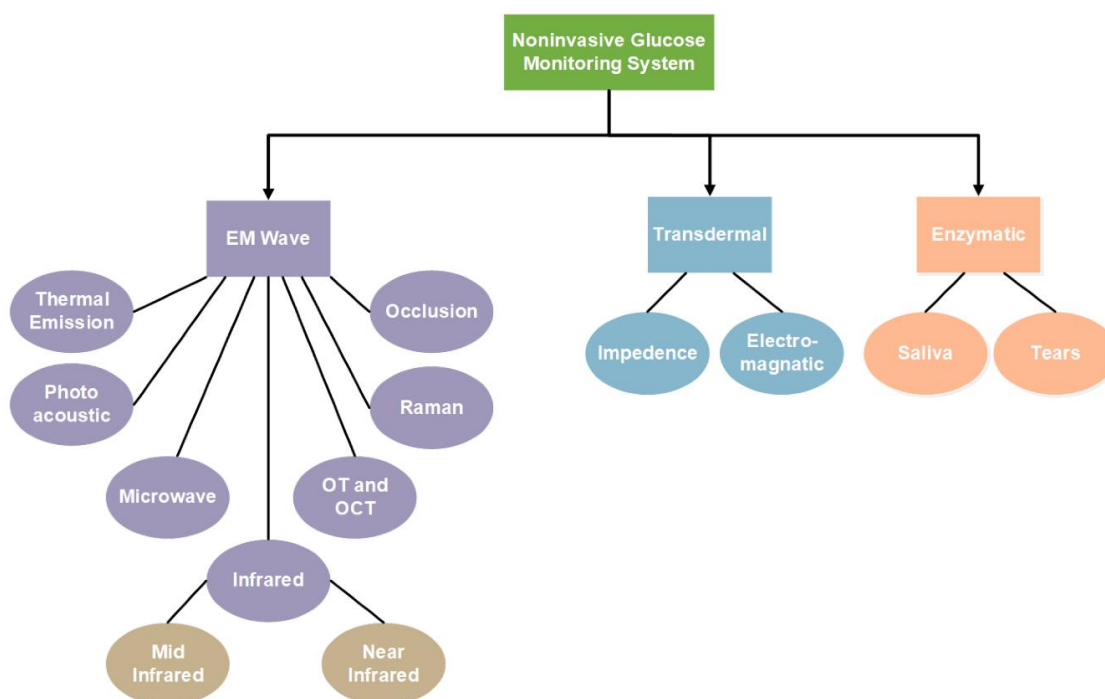 Noninvasive Glucose
Monitoring System
EM Wave
Transdermal
Enzymatic
Thermal
Emission
Occlusion
Impedence
Electro-
magnatic
Saliva
Tears
Photo
acoustic
Raman
Microwave
OT and
OCT
Infrared
Mid
Infrared
Near
Infrared